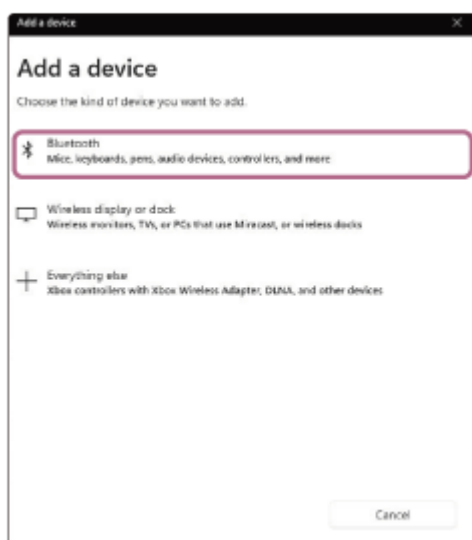 Add a device
Add a device
Choose the kind of device you want to add.
Bluetooth
Mice, keyboards, pens, audio devices, controllers, and more
Wireless display or dock
Wireless monitors, TVs, or PCs that use Miracast, or wireless docks
Everything else
Xbox controllers with Xbox Wireless Adapter, DLNA, and other devices
Cancel